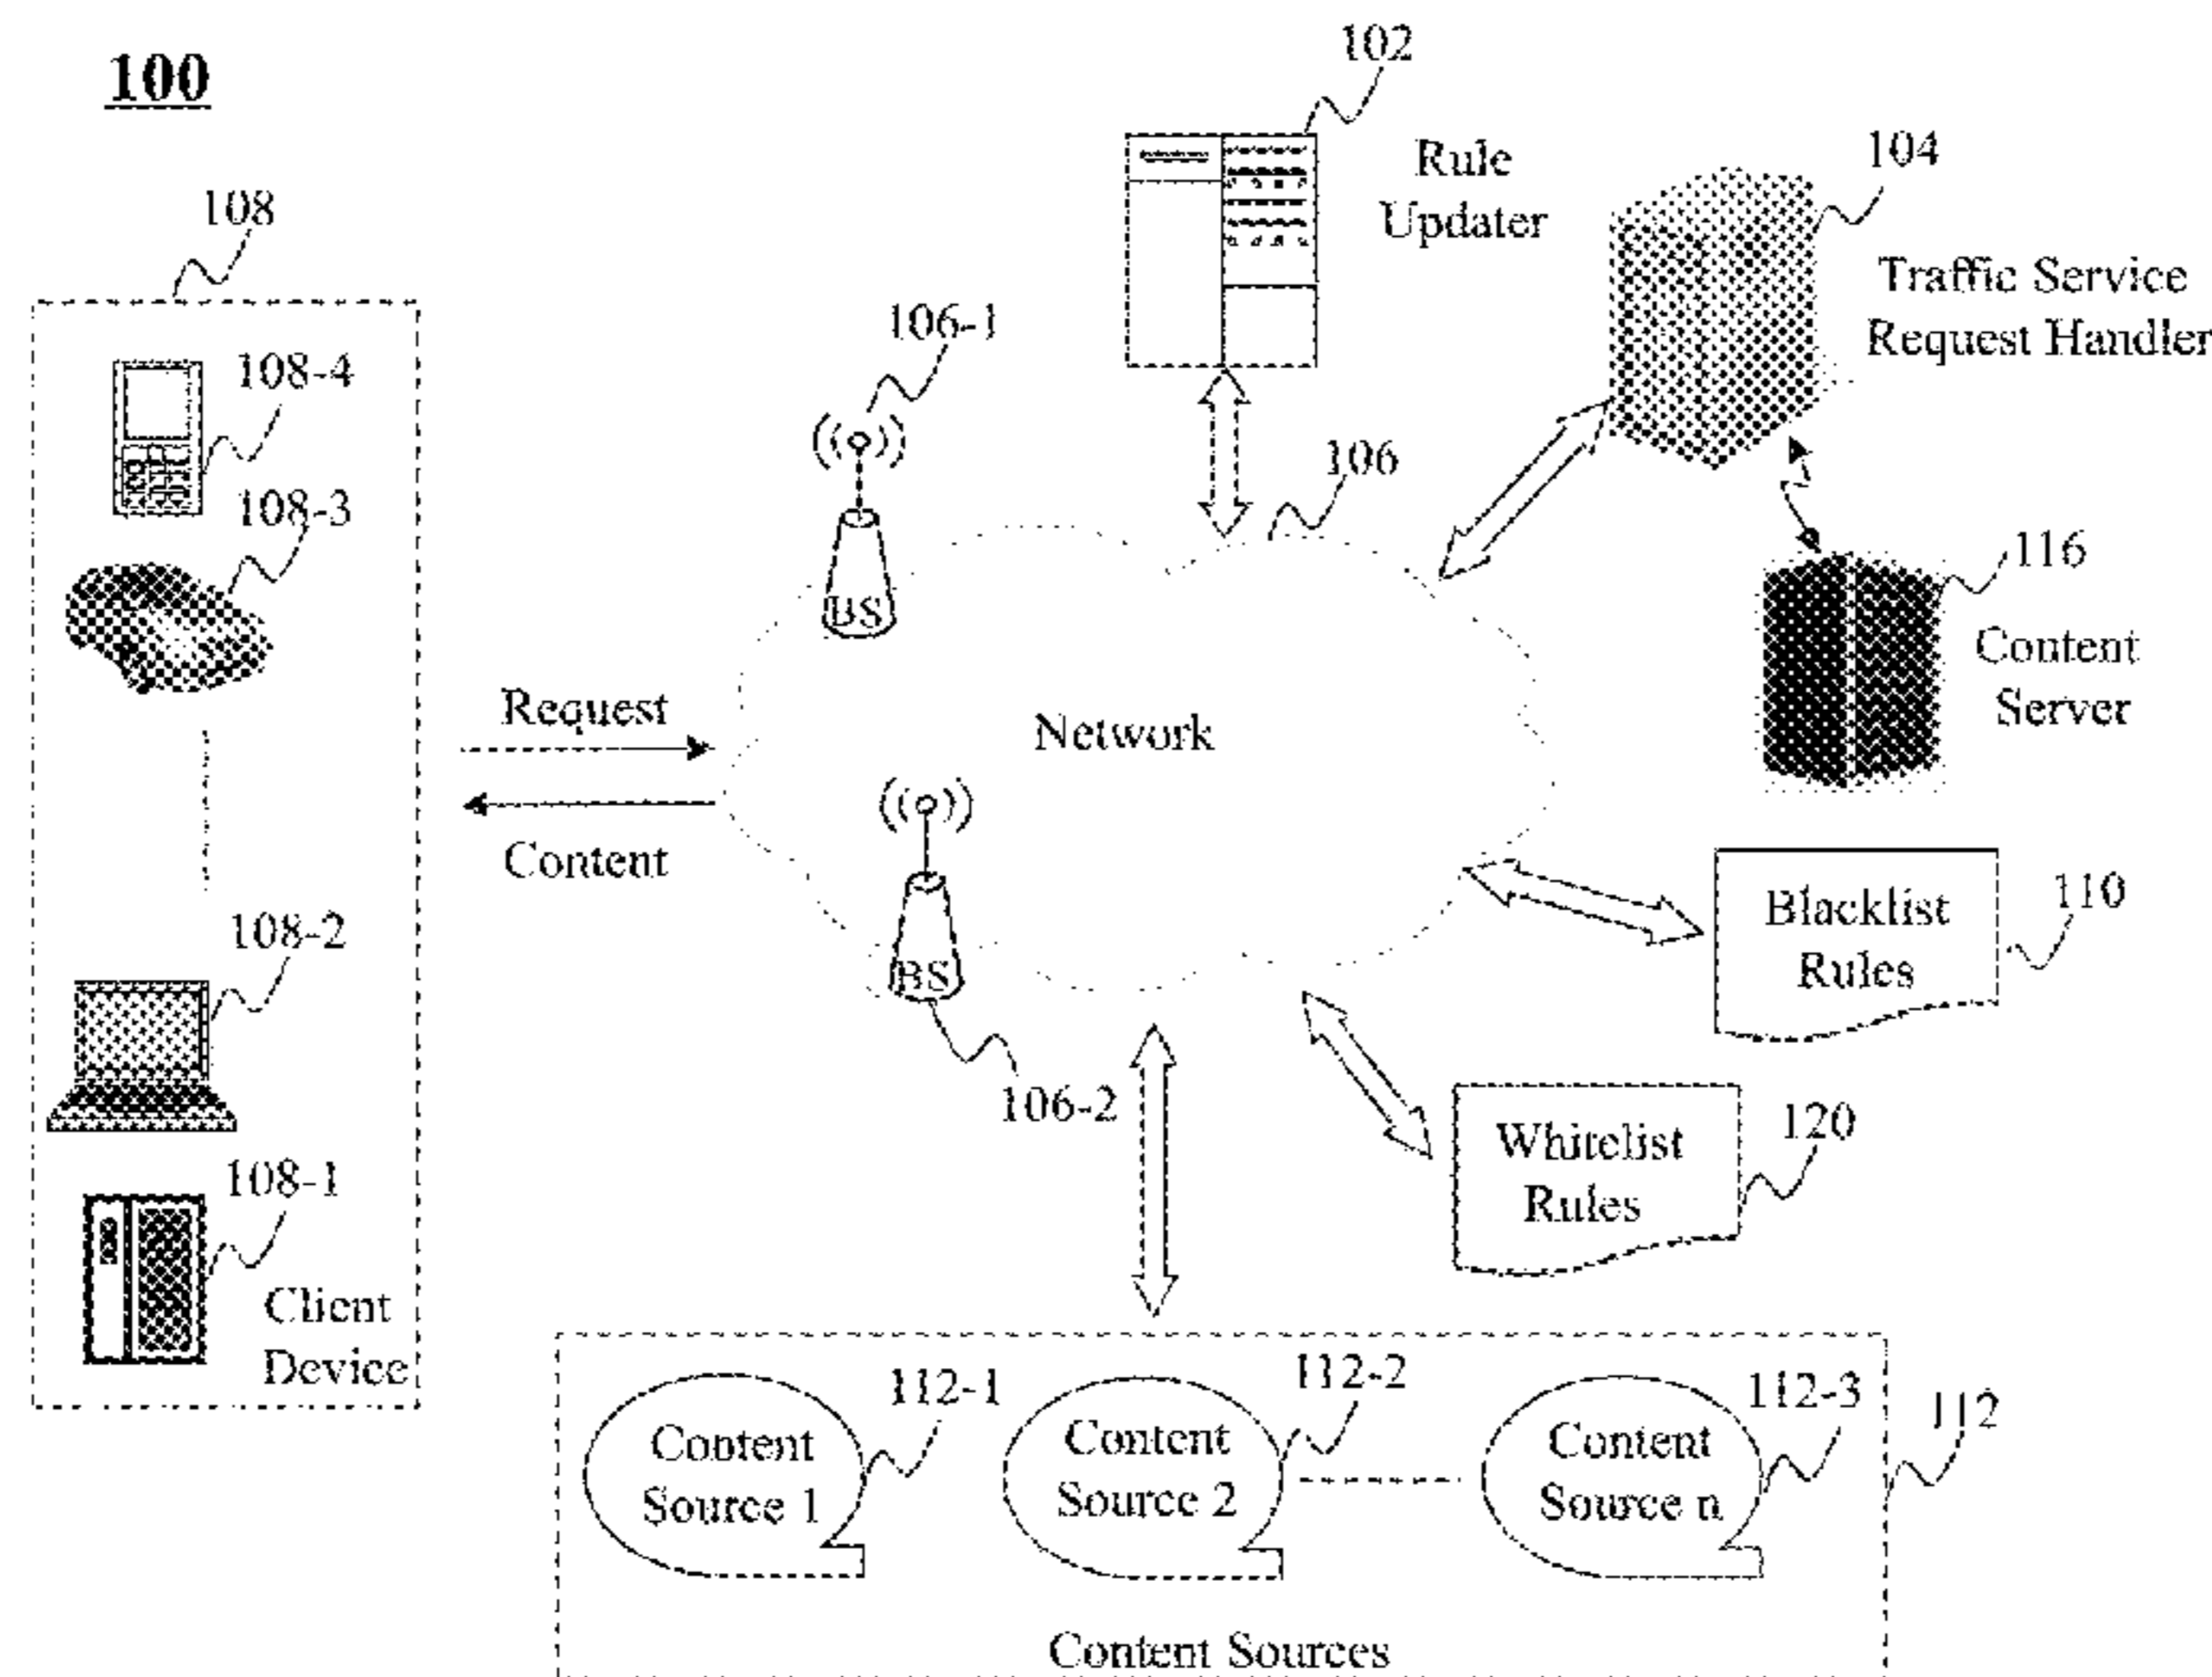 100
102
Rule
Updater
104
Traffic Service
Request Handler
108
108-4
108-3
108-2
108-1
Client
Device
106-1
BS
106
Network
Request
Content
BS
106-2
116
Content
Server
Blacklist
Rules
110
Whitelist
Rules
120
Content
Source 1
112-1
Content
Source 2
112-2
Content
Source n
112-3
112
Content Sources